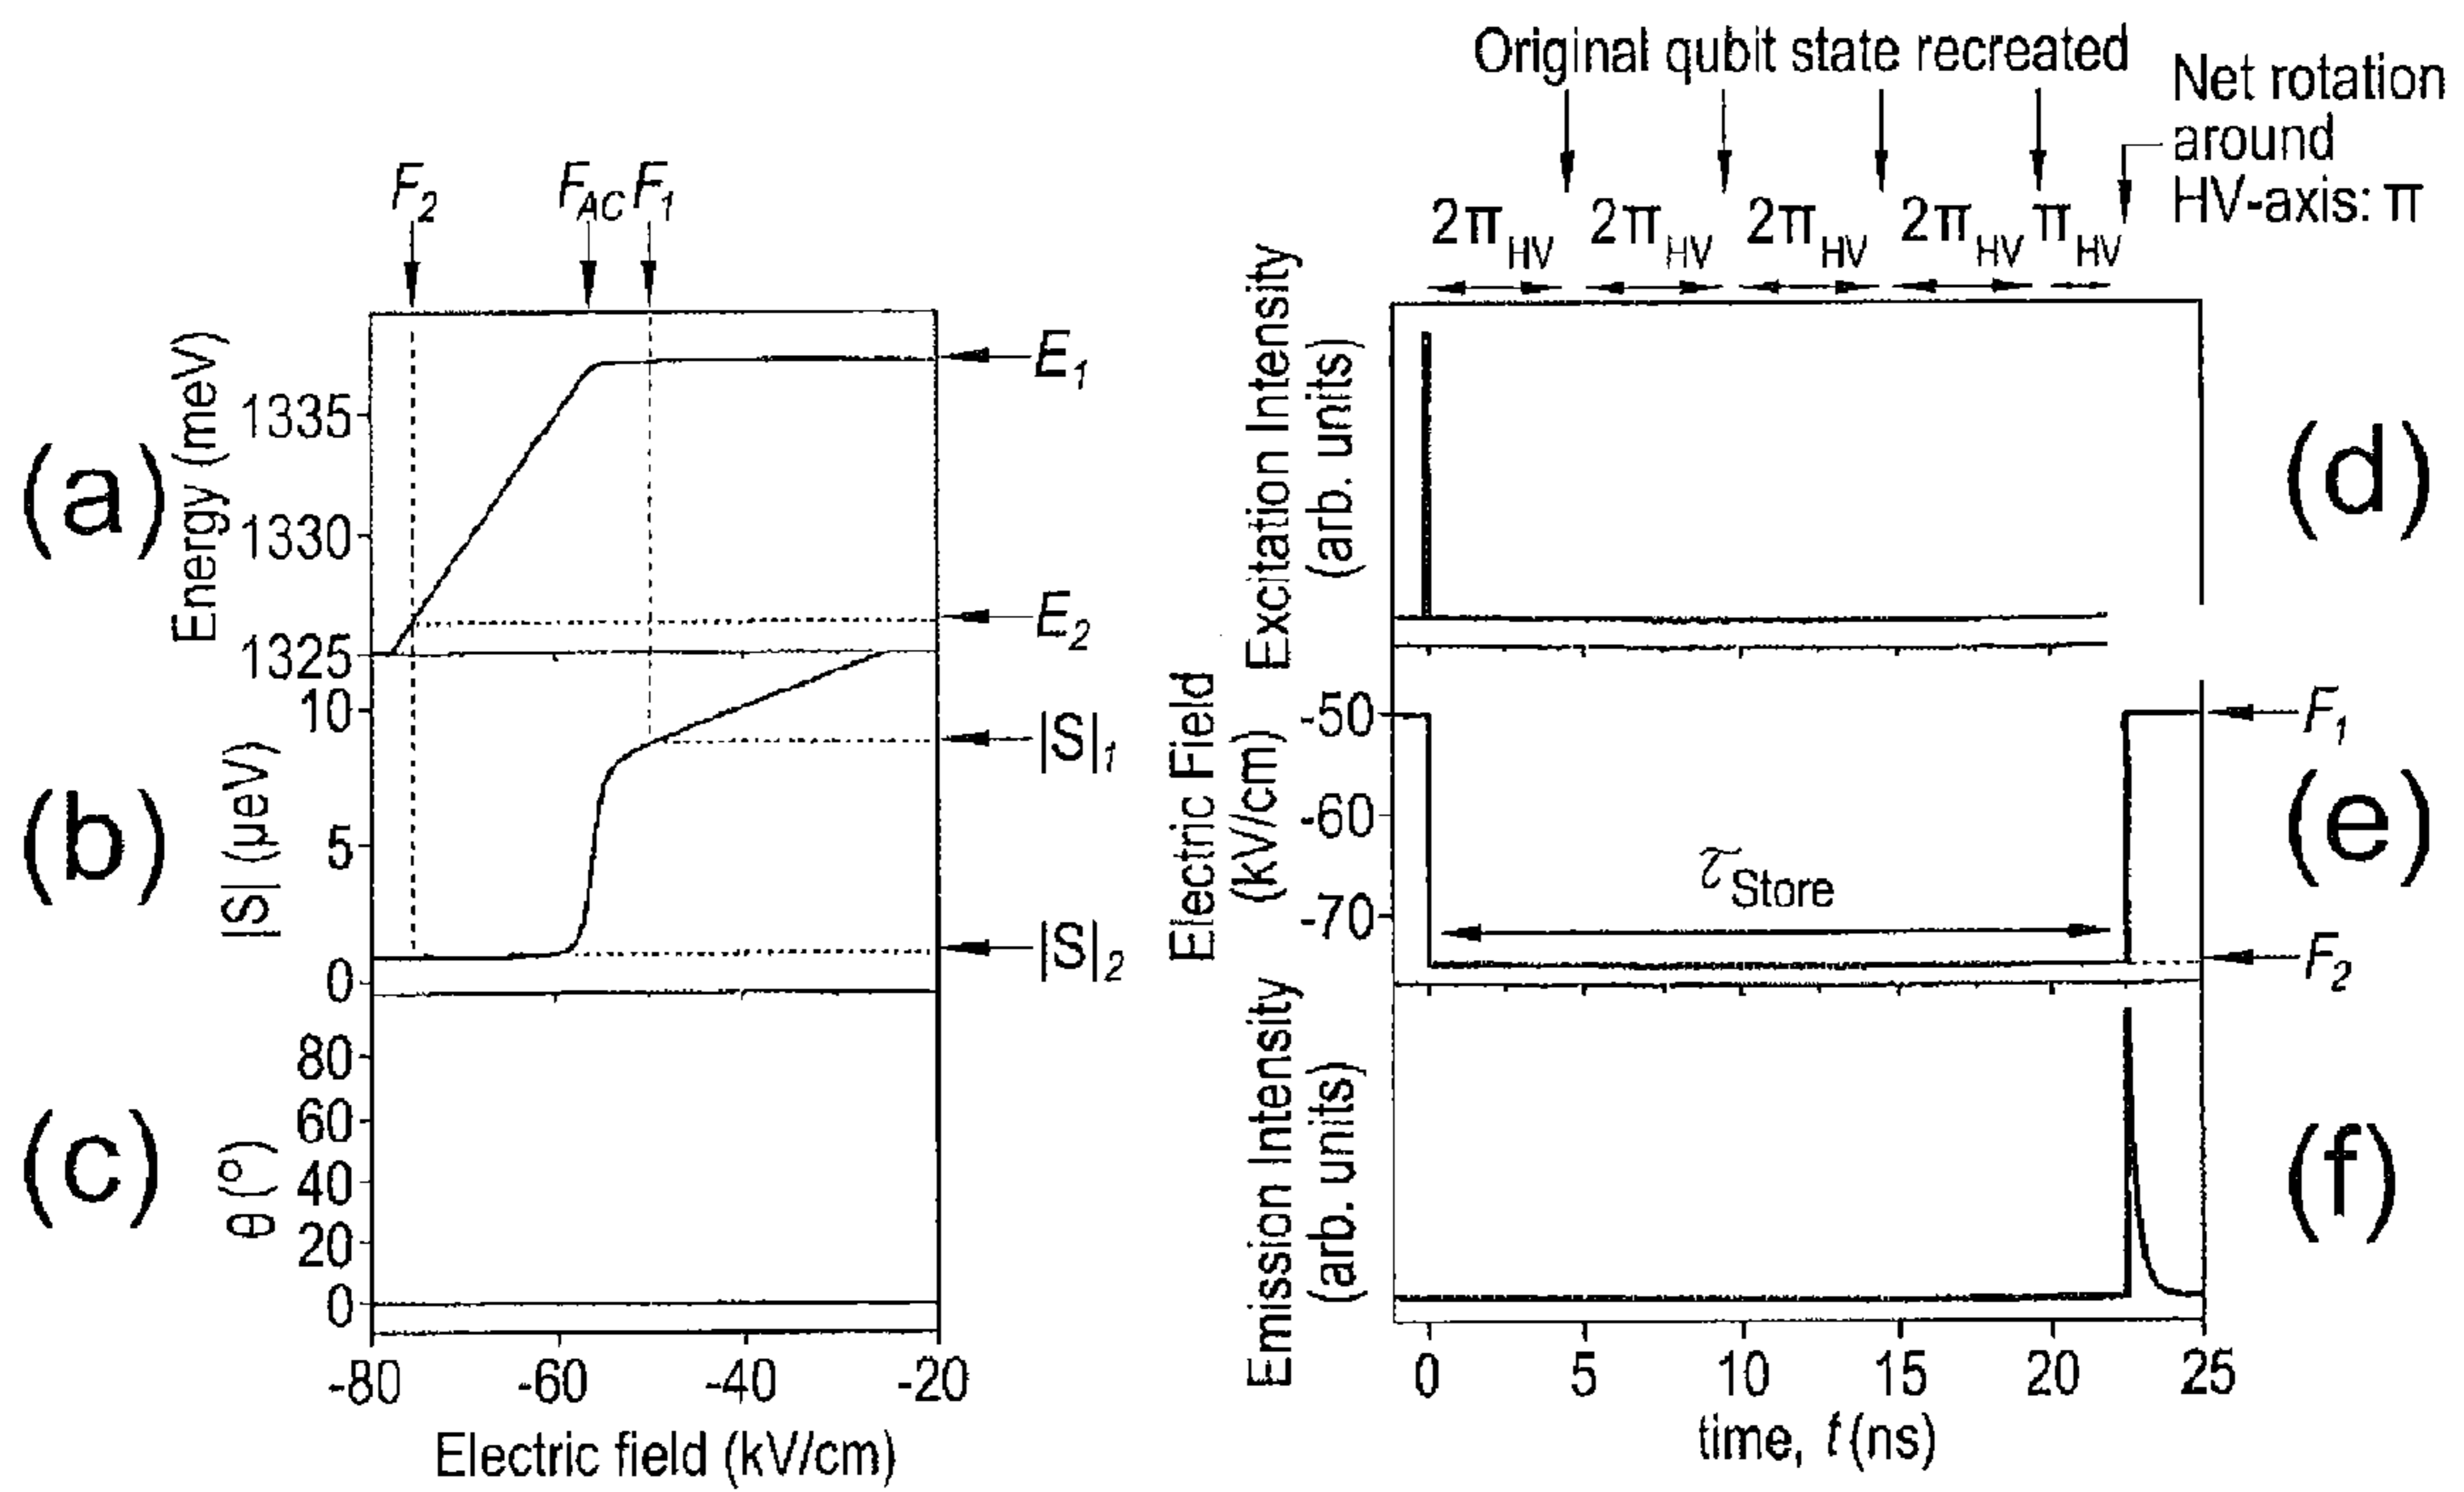 Original qubit state recreated
Net rotation
around
HV-axis: π
F2
FAC
F1
2πHV
2πHV
2πHV
2πHV
πHV
(a)
Energy (meV)
1335
1330
1325
E1
E2
(b)
|S| (μeV)
10
5
0
|S|1
|S|2
(c)
θ (°)
80
60
40
20
0
-80
-60
-40
-20
Electric field (kV/cm)
Excitation Intensity
(arb. units)
(d)
Electric Field
(kV/cm)
-50
-60
-70
τStore
F1
F2
(e)
Emission Intensity
(arb. units)
(f)
0
5
10
15
20
25
time, t (ns)